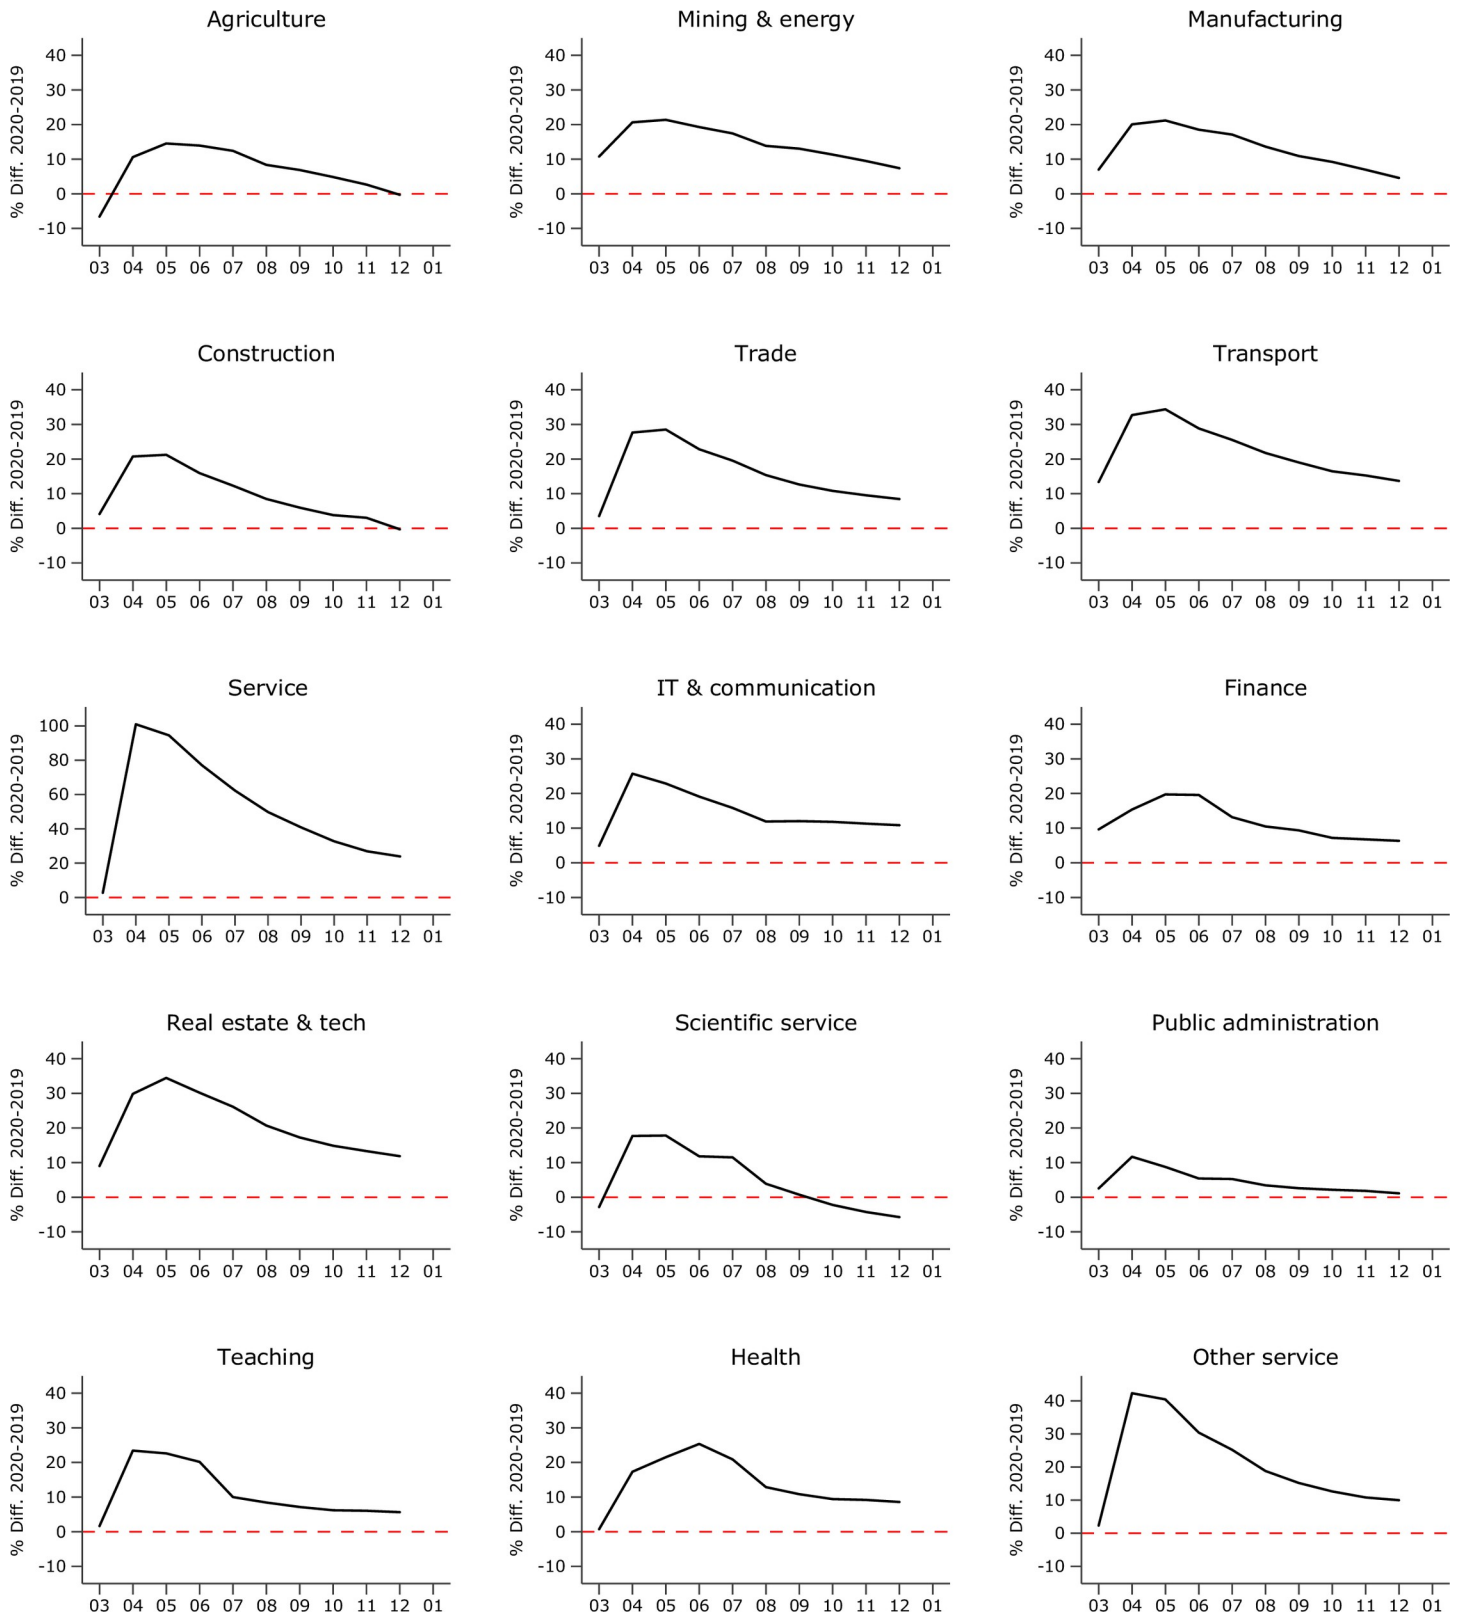 Agriculture
% Diff. 2020-2019
40
30
20
10
0
-10
03 04 05 06 07 08 09 10 11 12 01
Mining & energy
% Diff. 2020-2019
40
30
20
10
0
-10
03 04 05 06 07 08 09 10 11 12 01
Manufacturing
% Diff. 2020-2019
40
30
20
10
0
-10
03 04 05 06 07 08 09 10 11 12 01
Construction
% Diff. 2020-2019
40
30
20
10
0
-10
03 04 05 06 07 08 09 10 11 12 01
Trade
% Diff. 2020-2019
40
30
20
10
0
-10
03 04 05 06 07 08 09 10 11 12 01
Transport
% Diff. 2020-2019
40
30
20
10
0
-10
03 04 05 06 07 08 09 10 11 12 01
Service
% Diff. 2020-2019
100
80
60
40
20
0
03 04 05 06 07 08 09 10 11 12 01
IT & communication
% Diff. 2020-2019
40
30
20
10
0
-10
03 04 05 06 07 08 09 10 11 12 01
Finance
% Diff. 2020-2019
40
30
20
10
0
-10
03 04 05 06 07 08 09 10 11 12 01
Real estate & tech
% Diff. 2020-2019
40
30
20
10
0
-10
03 04 05 06 07 08 09 10 11 12 01
Scientific service
% Diff. 2020-2019
40
30
20
10
0
-10
03 04 05 06 07 08 09 10 11 12 01
Public administration
% Diff. 2020-2019
40
30
20
10
0
-10
03 04 05 06 07 08 09 10 11 12 01
Teaching
% Diff. 2020-2019
40
30
20
10
0
-10
03 04 05 06 07 08 09 10 11 12 01
Health
% Diff. 2020-2019
40
30
20
10
0
-10
03 04 05 06 07 08 09 10 11 12 01
Other service
% Diff. 2020-2019
40
30
20
10
0
-10
03 04 05 06 07 08 09 10 11 12 01